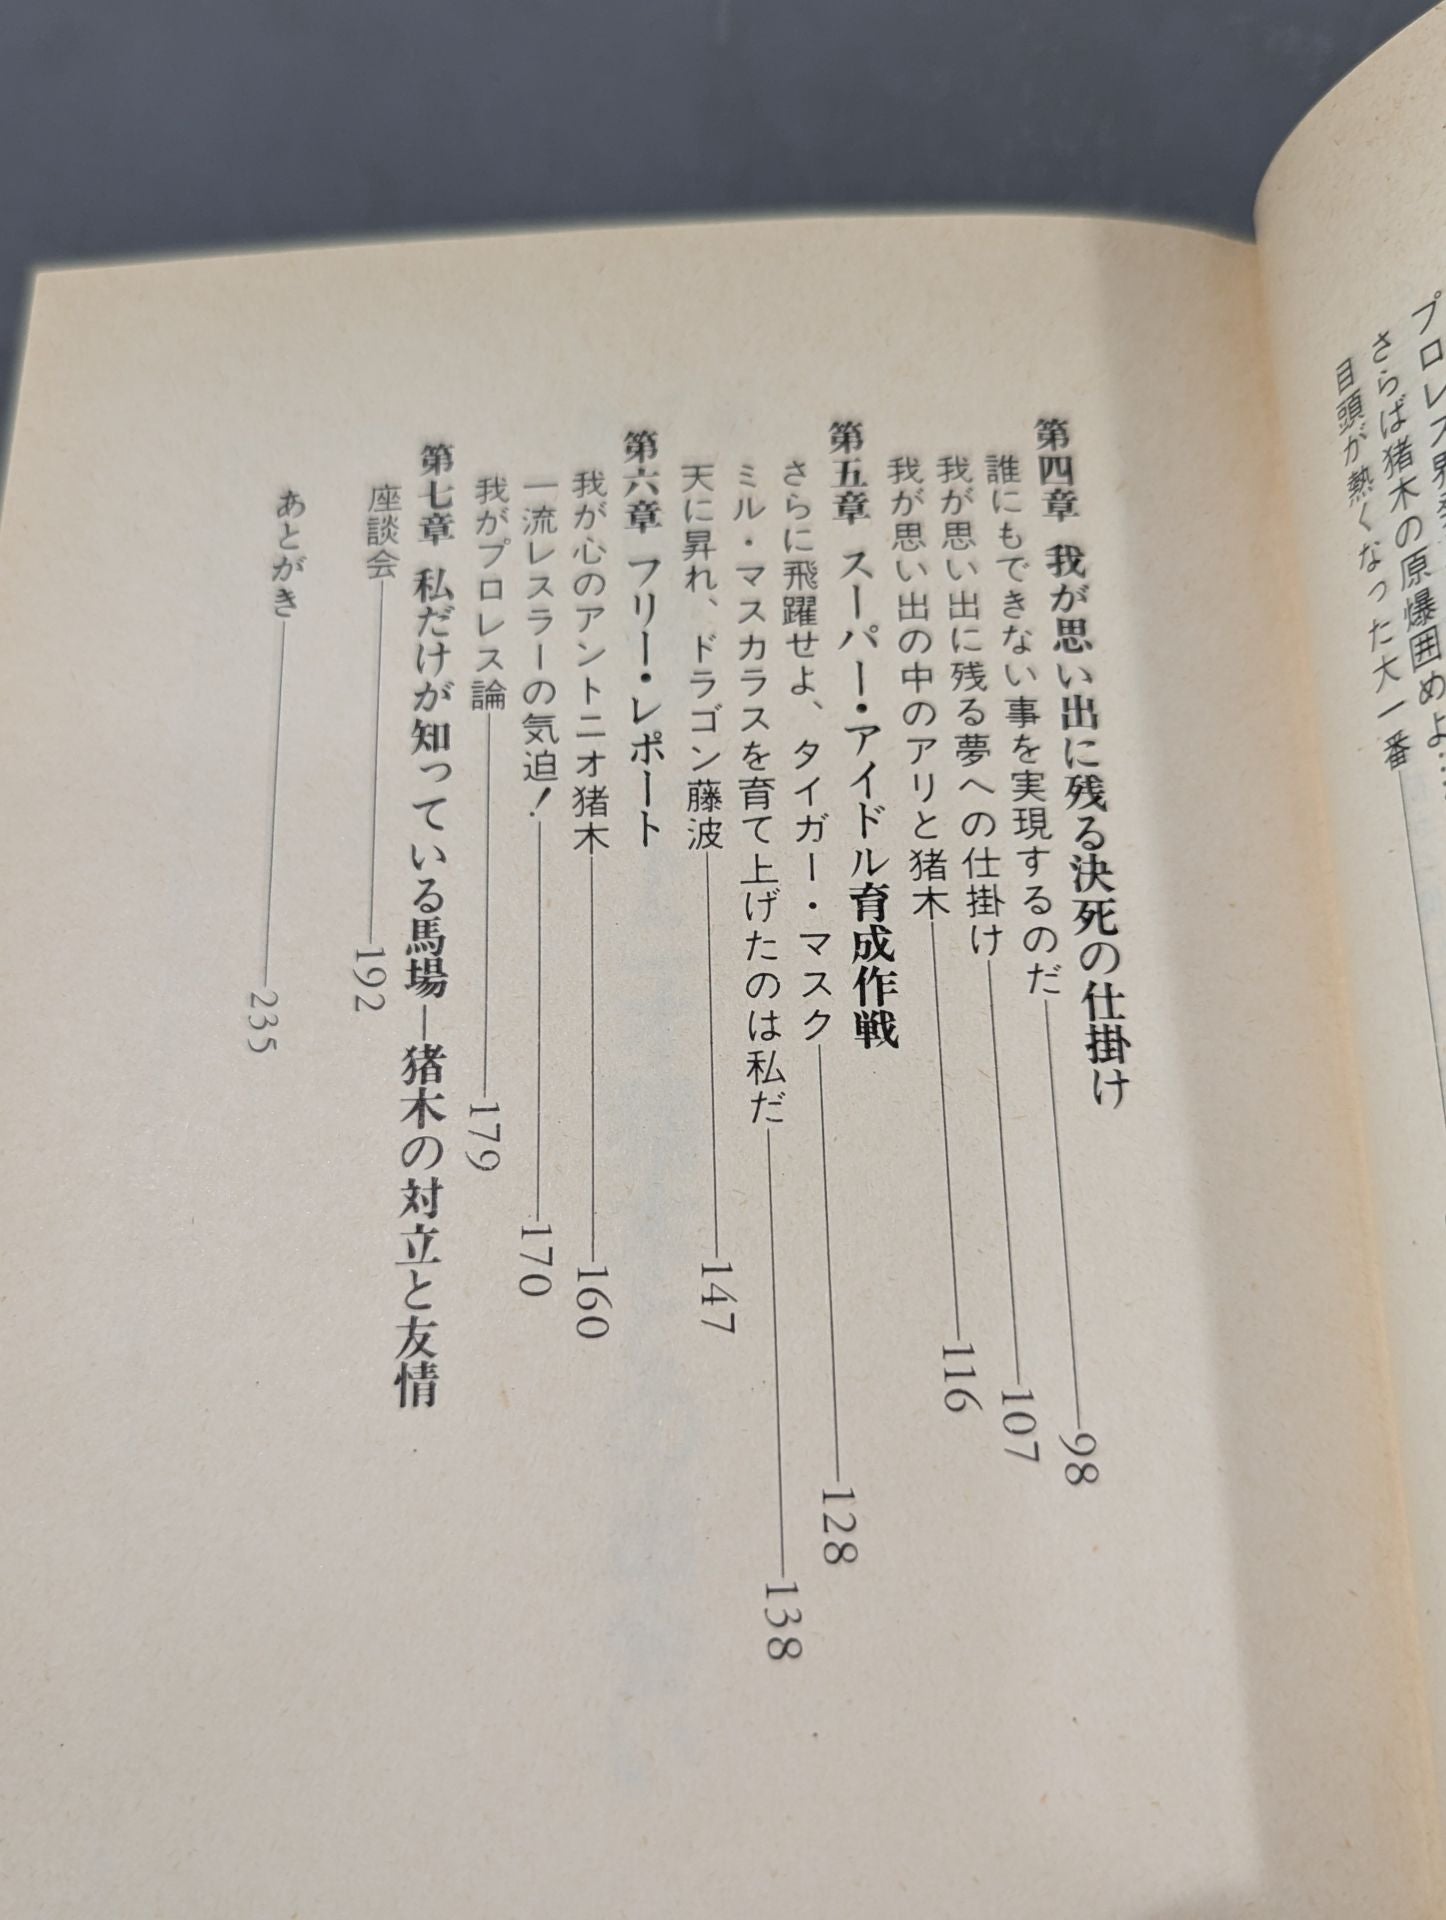 さらば猪木の原爆囲めよ
目頭が熱くなった大一番
第四章 我が思い出に残る決死の仕掛け
誰にもできない事を実現するのだ 98
我が思い出に残る夢への仕掛け 107
我が思い出の中のアリと猪木 116
第五章 スーパー・アイドル育成作戦
さらに飛躍せよ、タイガー・マスク 128
ミル・マスカラスを育て上げたのは私だ 138
天に昇れ、ドラゴン藤波 147
第六章 フリー・レポート
我が心のアントニオ猪木 160
一流レスラーの気迫! 170
我がプロレス論 179
第七章 私だけが知っている馬場―猪木の対立と友情
座談会 192
あとがき 235